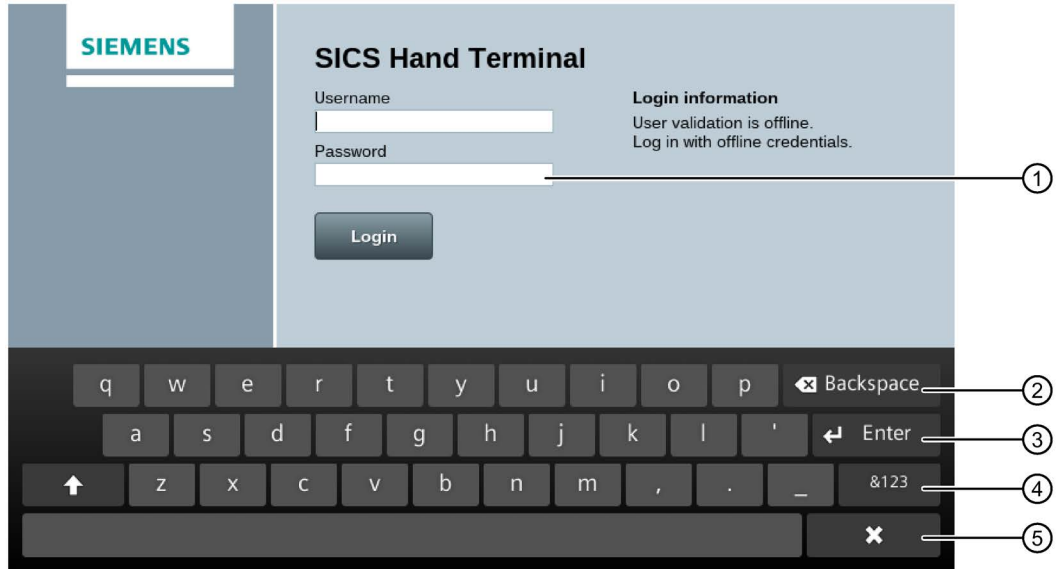 SIEMENS
SICS Hand Terminal
Username
Password
Login
Login information
User validation is offline.
Log in with offline credentials.
1
q w e r t y u i o p Backspace
2
a s d f g h j k l ' Enter
3
z x c v b n m , . _ &123
4
5